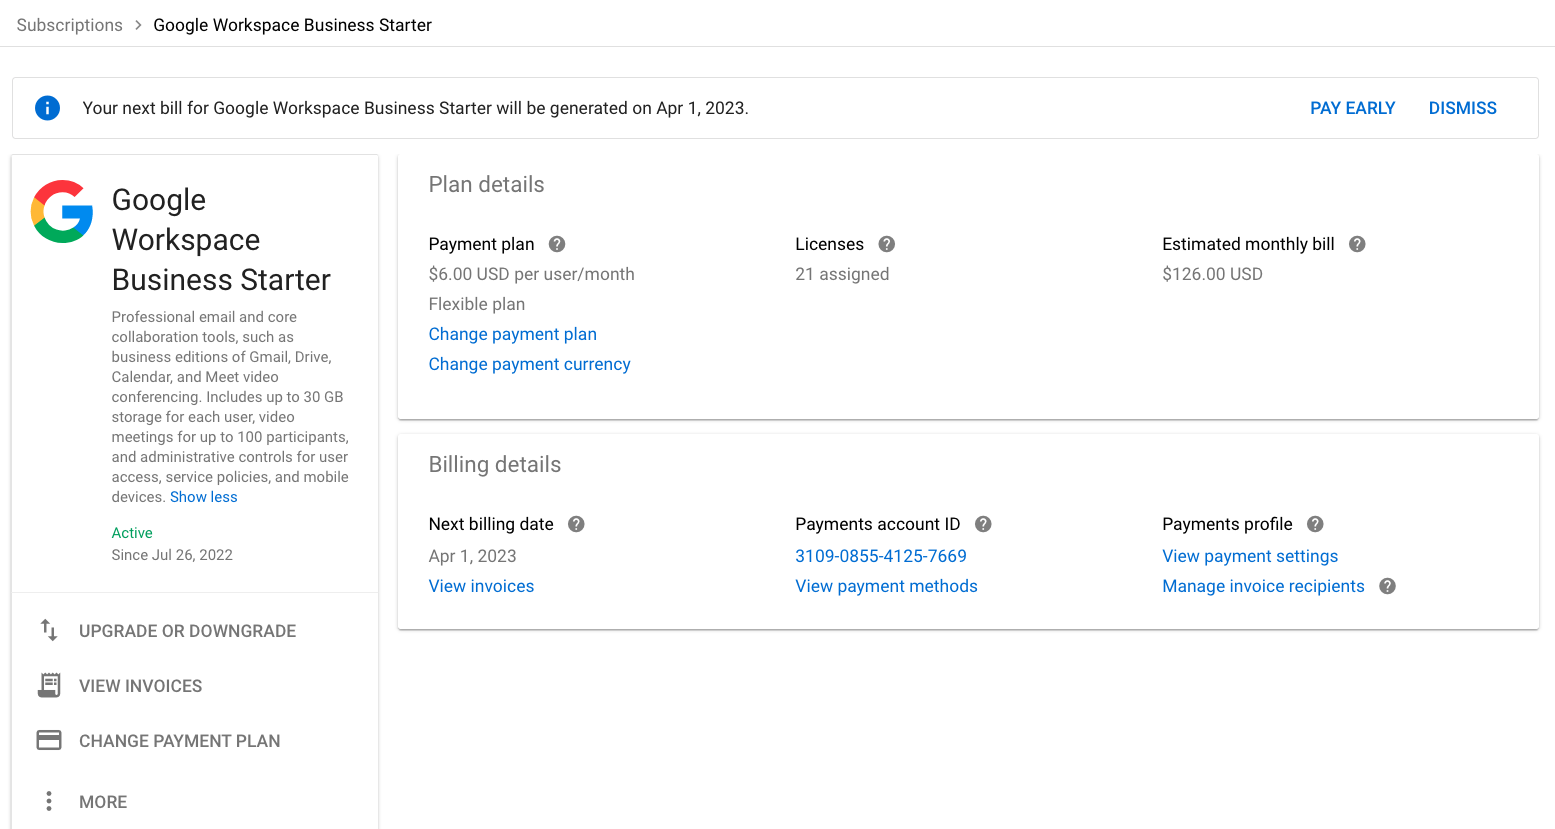 Subscriptions > Google Workspace Business Starter
Your next bill for Google Workspace Business Starter will be generated on Apr 1, 2023.
PAY EARLY
DISMISS
Google
Workspace
Business Starter
Professional email and core
collaboration tools, such as
business editions of Gmail, Drive,
Calendar, and Meet video
conferencing. Includes up to 30 GB
storage for each user, video
meetings for up to 100 participants,
and administrative controls for user
access, service policies, and mobile
devices. Show less
Active
Since Jul 26, 2022
UPGRADE OR DOWNGRADE
VIEW INVOICES
CHANGE PAYMENT PLAN
MORE
Plan details
Payment plan
$6.00 USD per user/month
Flexible plan
Change payment plan
Change payment currency
Licenses
21 assigned
Estimated monthly bill
$126.00 USD
Billing details
Next billing date
Apr 1, 2023
View invoices
Payments account ID
3109-0855-4125-7669
View payment methods
Payments profile
View payment settings
Manage invoice recipients